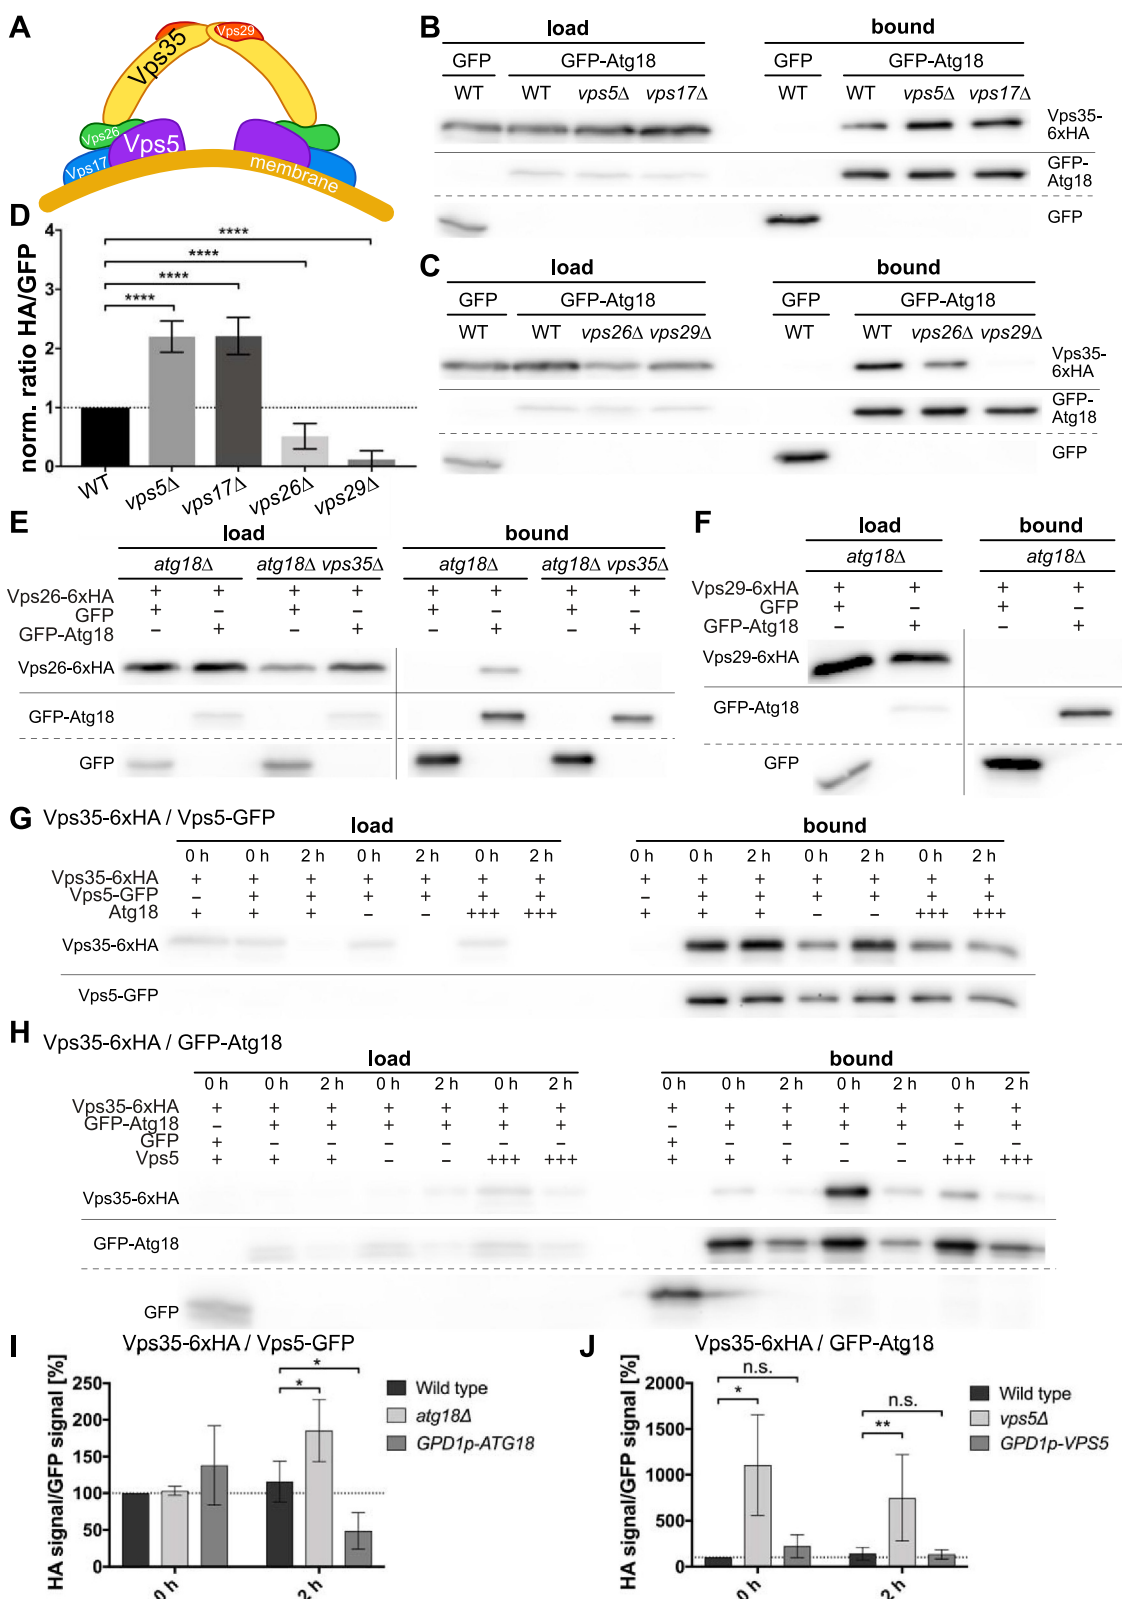 A
Vps35
Vps29
Vps26
Vps5
Vps17
membrane
B
load
bound
GFP
GFP-Atg18
GFP
GFP-Atg18
WT
WT
vps5Δ
vps17Δ
WT
WT
vps5Δ
vps17Δ
Vps35-
6xHA
GFP-
Atg18
GFP
C
load
bound
GFP
GFP-Atg18
GFP
GFP-Atg18
WT
WT
vps26Δ
vps29Δ
WT
WT
vps26Δ
vps29Δ
Vps35-
6xHA
GFP-
Atg18
GFP
D
norm. ratio HA/GFP
4
3
2
1
0
****
****
****
****
WT
vps5Δ
vps17Δ
vps26Δ
vps29Δ
E
load
bound
atg18Δ
atg18Δ vps35Δ
atg18Δ
atg18Δ vps35Δ
Vps26-6xHA + + + + + + + +
GFP + – + – + – + –
GFP-Atg18 – + – + – + – +
Vps26-6xHA
GFP-Atg18
GFP
F
load
bound
atg18Δ
atg18Δ
Vps29-6xHA + + + +
GFP + – + –
GFP-Atg18 – + – +
Vps29-6xHA
GFP-Atg18
GFP
G
Vps35-6xHA / Vps5-GFP
load
bound
0 h 0 h 2 h 0 h 2 h 0 h 2 h 0 h 0 h 2 h 0 h 2 h 0 h 2 h
Vps35-6xHA + + + + + + + + + + + + + +
Vps5-GFP – + + + + + + – + + + + + +
Atg18 + + + – – +++ +++ + + + – – +++ +++
Vps35-6xHA
Vps5-GFP
H
Vps35-6xHA / GFP-Atg18
load
bound
0 h 0 h 2 h 0 h 2 h 0 h 2 h 0 h 0 h 2 h 0 h 2 h 0 h 2 h
Vps35-6xHA + + + + + + + + + + + + + +
GFP-Atg18 – + + + + + + – + + + + + +
GFP + – – – – – – + – – – – – –
Vps5 + + + – – +++ +++ + + + – – +++ +++
Vps35-6xHA
GFP-Atg18
GFP
I
Vps35-6xHA / Vps5-GFP
HA signal/GFP signal [%]
250
200
150
100
50
0
*
*
0 h
2 h
Wild type
atg18Δ
GPD1p-ATG18
J
Vps35-6xHA / GFP-Atg18
HA signal/GFP signal [%]
2000
1500
1000
500
0
n.s.
*
n.s.
**
0 h
2 h
Wild type
vps5Δ
GPD1p-VPS5